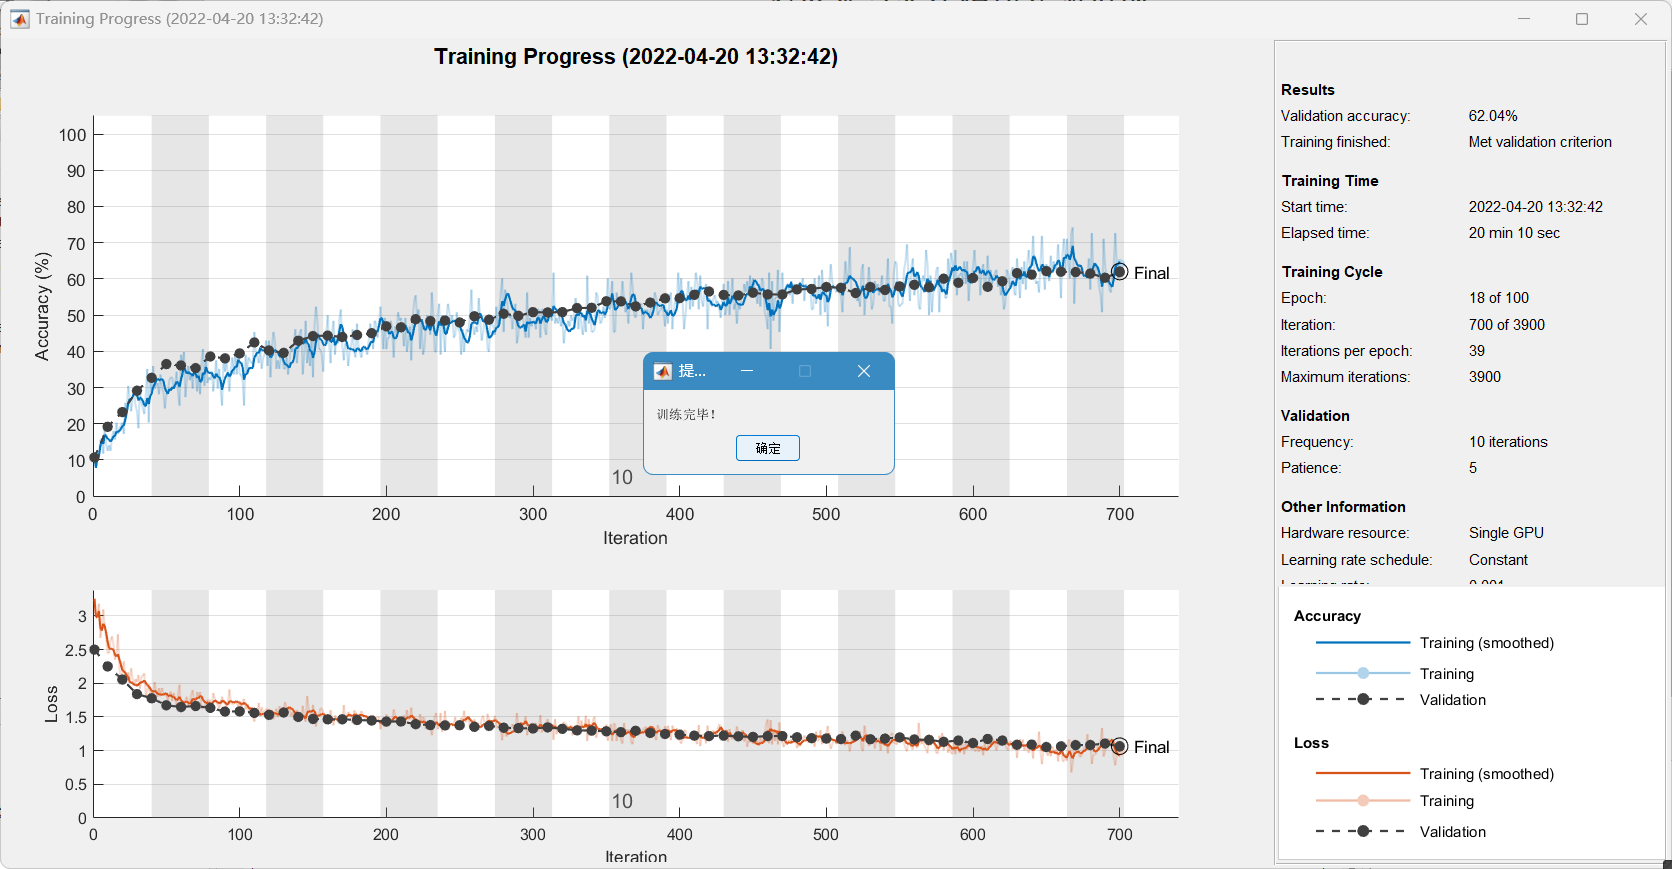 Training Progress (2022-04-20 13:32:42)
Training Progress (2022-04-20 13:32:42)
100
90
80
70
60
50
40
30
20
10
0
Accuracy (%)
Final
10
0 100 200 300 400 500 600 700
Iteration
3
2.5
2
1.5
1
0.5
0
Loss
Final
10
0 100 200 300 400 500 600 700
Iteration
提...
训练完毕！
确定
Results
Validation accuracy: 62.04%
Training finished: Met validation criterion
Training Time
Start time: 2022-04-20 13:32:42
Elapsed time: 20 min 10 sec
Training Cycle
Epoch: 18 of 100
Iteration: 700 of 3900
Iterations per epoch: 39
Maximum iterations: 3900
Validation
Frequency: 10 iterations
Patience: 5
Other Information
Hardware resource: Single GPU
Learning rate schedule: Constant
Learning rate: 0.001
Accuracy
Training (smoothed)
Training
Validation
Loss
Training (smoothed)
Training
Validation